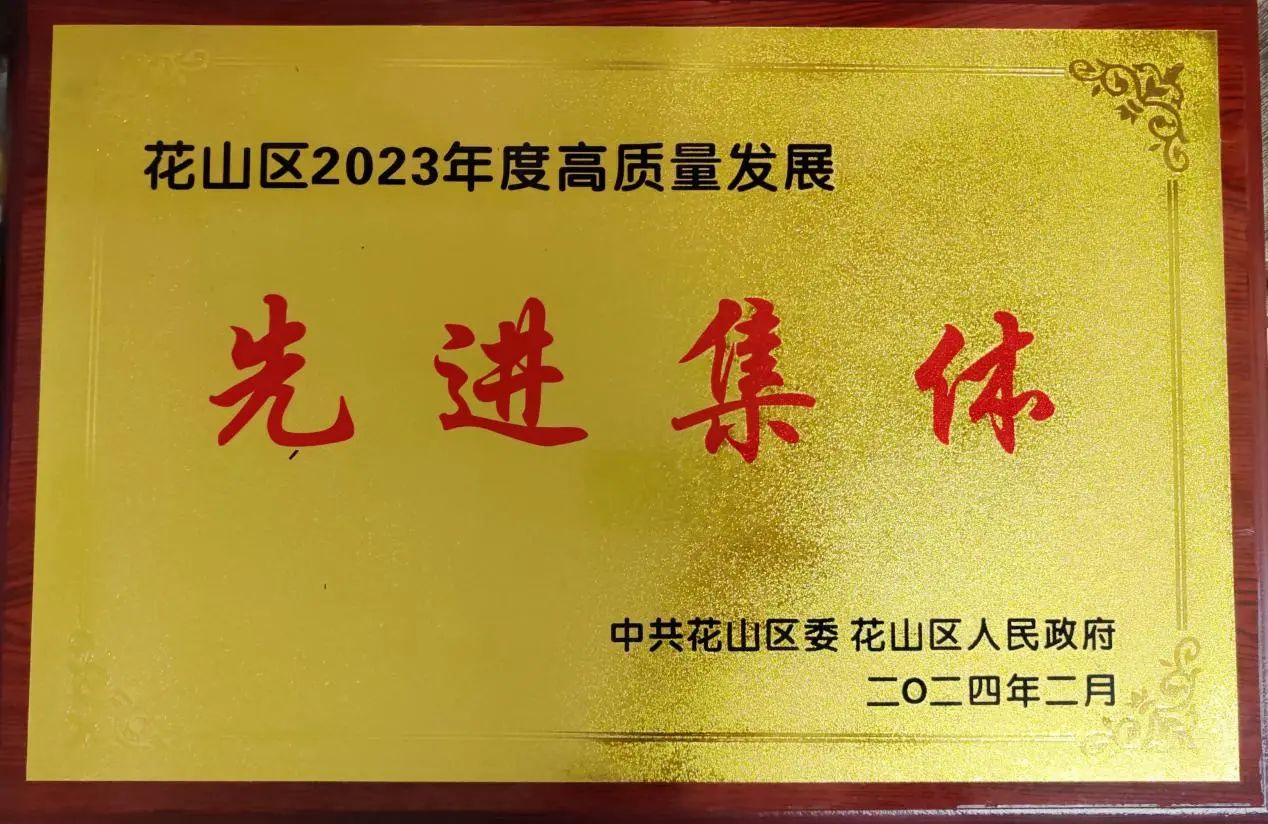 花山区2023年度高质量发展
先进集体
中共花山区委 花山区人民政府
二〇二四年二月